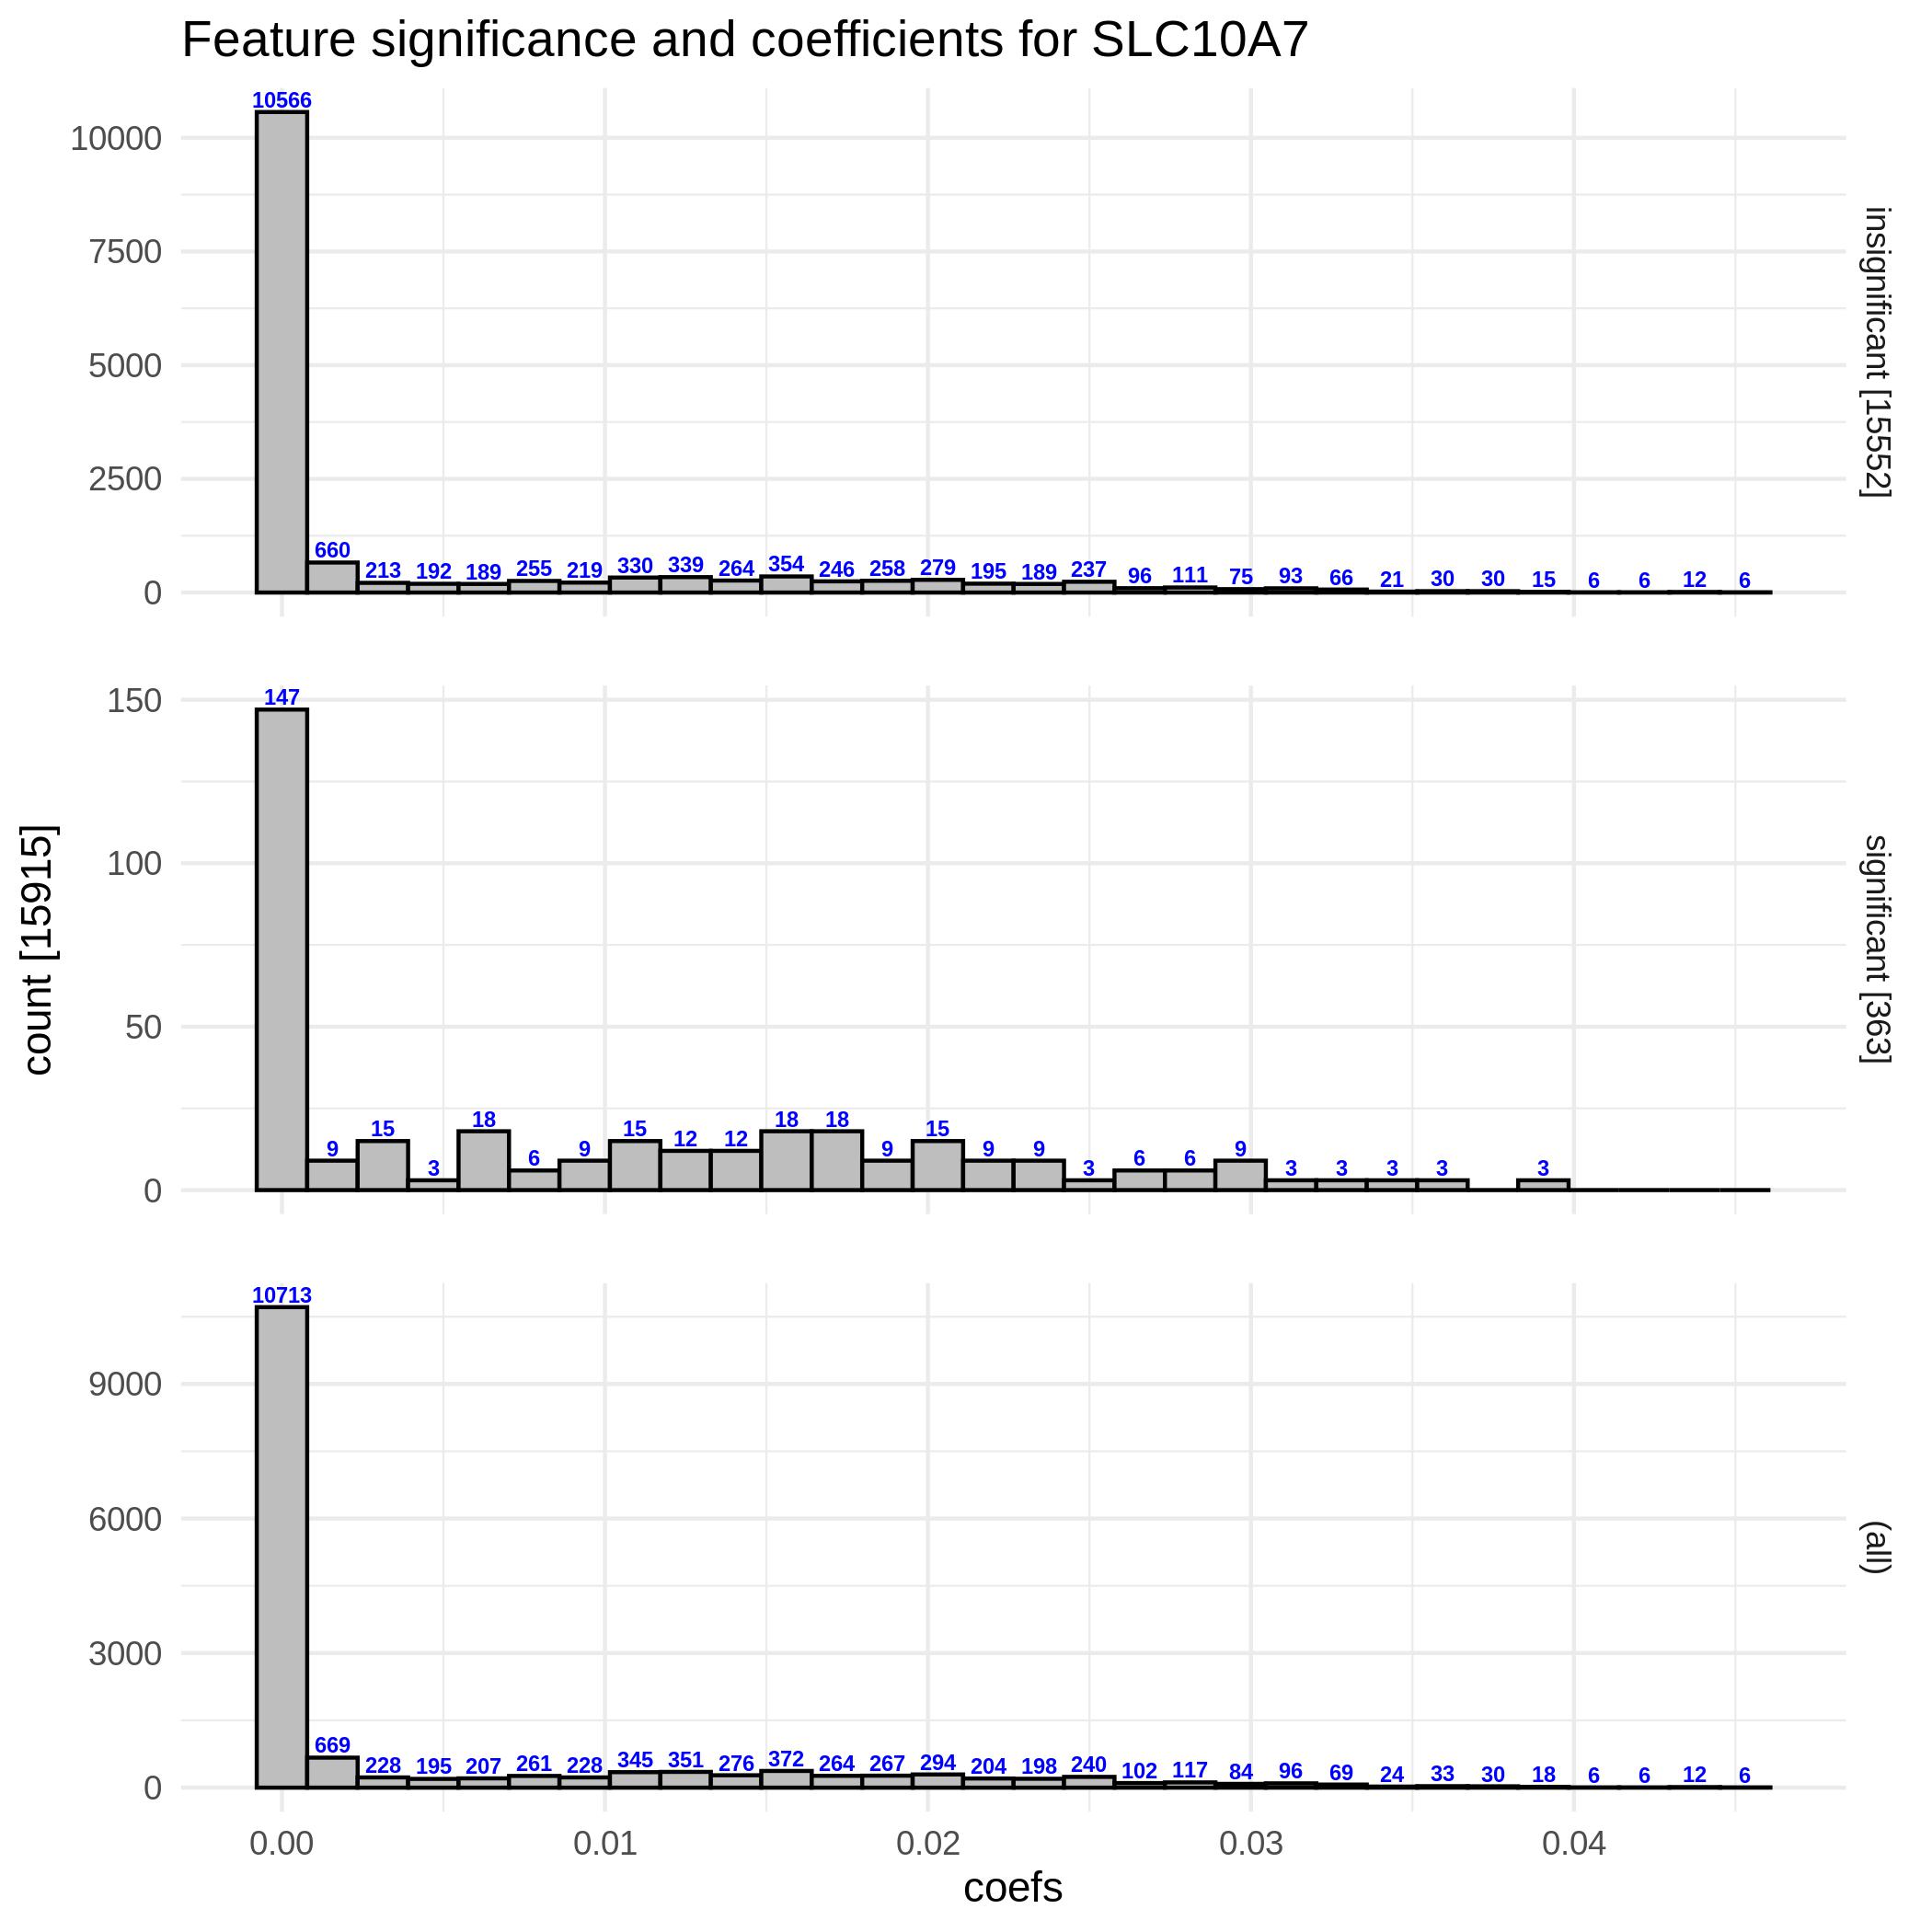 Feature significance and coefficients for SLC10A7
10566
10000
7500
5000
2500
0
660 213 192 189 255 219 330 339 264 354 246 258 279 195 189 237 96 111 75 93 66 21 30 30 15 6 6 12 6
insignificant [15552]
150
100
50
0
147 9 15 3 18 6 9 15 12 12 18 18 9 15 9 9 3 6 6 9 3 3 3 3 3
significant [363]
count [15915]
10713
9000
6000
3000
0
669 228 195 207 261 228 345 351 276 372 264 267 294 204 198 240 102 117 84 96 69 24 33 30 18 6 6 12 6
(all)
0.00 0.01 0.02 0.03 0.04
coefs